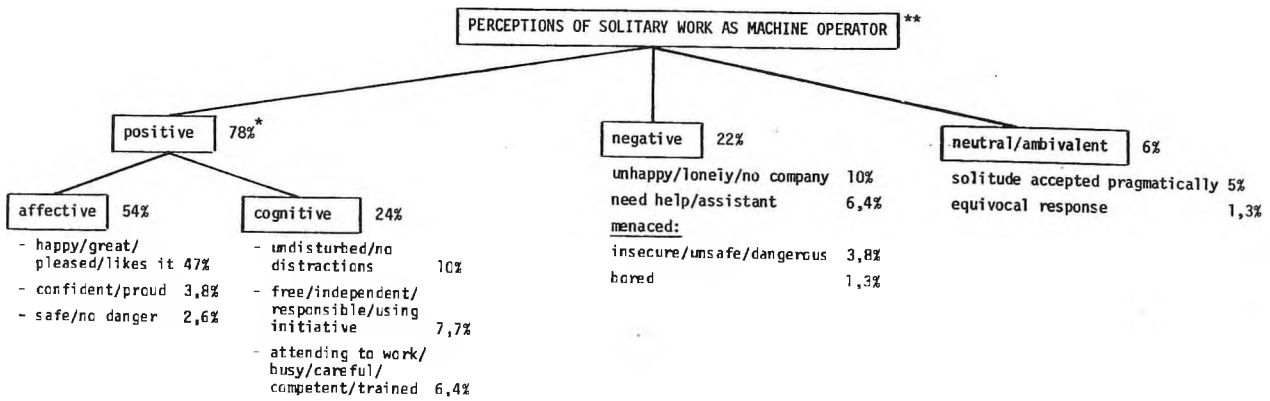 PERCEPTIONS OF SOLITARY WORK AS MACHINE OPERATOR **
positive 78%*
negative 22%
neutral/ambivalent 6%
affective 54%
- happy/great/
pleased/likes it 47%
- confident/proud 3,8%
- safe/no danger 2,6%
cognitive 24%
- undisturbed/no
distractions 10%
- free/independent/
responsible/using
initiative 7,7%
- attending to work/
busy/careful/
competent/trained 6,4%
unhappy/lonely/no company 10%
need help/assistant 6,4%
menaced:
insecure/unsafe/dangerous 3,8%
bored 1,3%
solitude accepted pragmatically 5%
equivocal response 1,3%